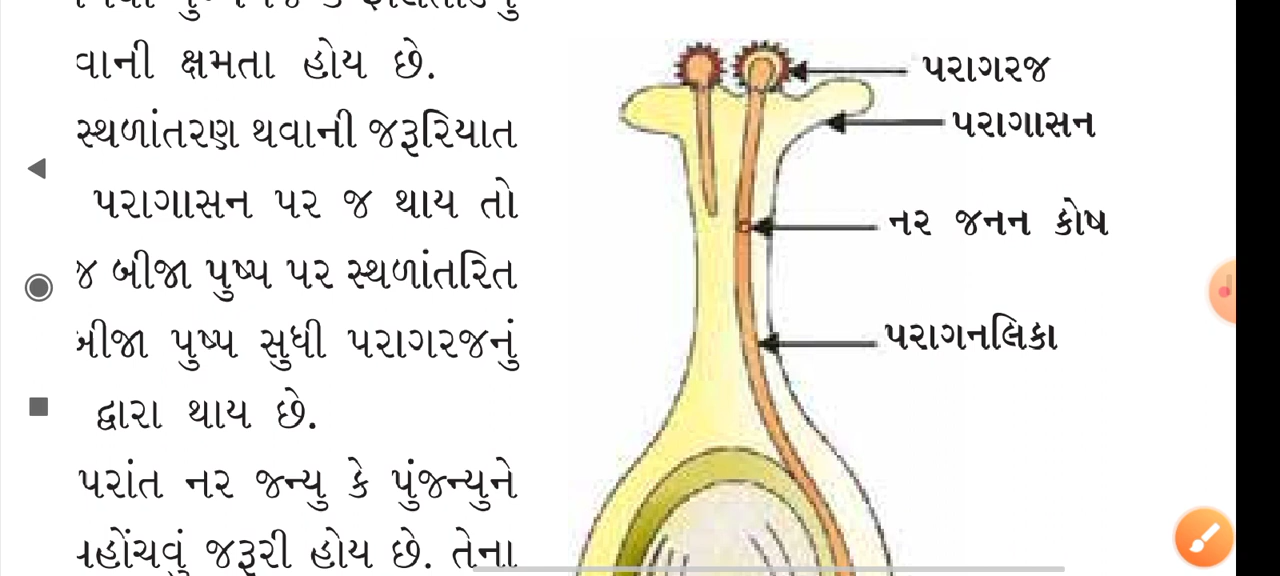 વાની ક્ષમતા હોય છે.
સ્થળાંતરણ થવાની જરૂરિયાત
પરાગાસન પર જ થાય તો
જ બીજા પુષ્પ પર સ્થળાંતરિત
બીજા પુષ્પ સુધી પરાગરજનું
દ્વારા થાય છે.
પરાંત નર જન્યુ કે પુંજન્યુને
પહોંચવું જરૂરી હોય છે. તેના
પરાગરજ
પરાગાસન
નર જનન કોષ
પરાગનલિકા